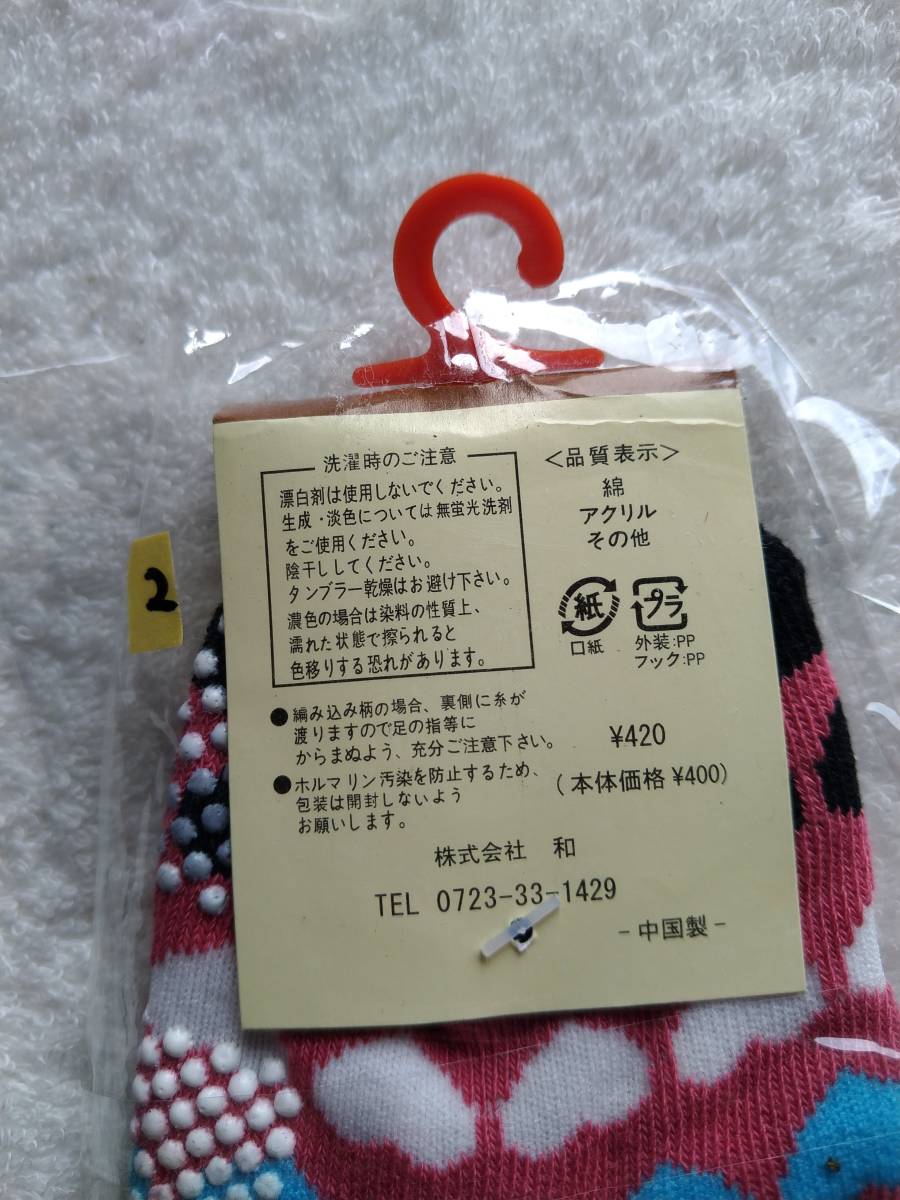 洗濯時のご注意
漂白剤は使用しないでください。
生成・淡色については無蛍光洗剤
をご使用ください。
陰干ししてください。
タンブラー乾燥はお避け下さい。
濃色の場合は染料の性質上、
濡れた状態で擦られると
色移りする恐れがあります。
＜品質表示＞
綿
アクリル
その他
紙
口紙
プラ
外装:PP
フック:PP
●編み込み柄の場合、裏側に糸が
渡りますので足の指等に
からまぬよう、充分ご注意下さい。
●ホルマリン汚染を防止するため、
包装は開封しないよう
お願いします。
¥420
(本体価格¥400)
株式会社 和
TEL 0723-33-1429
-中国製-
2